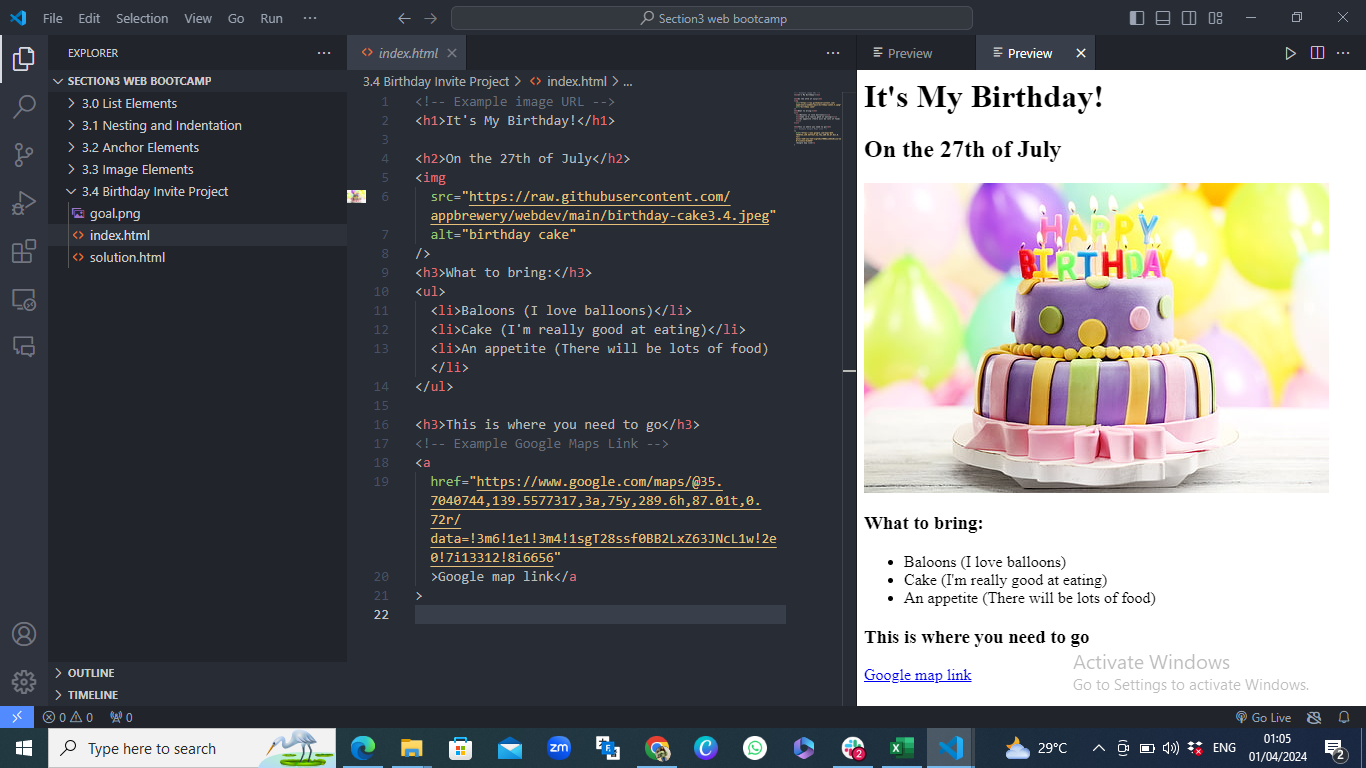 File Edit Selection View Go Run ··· Section3 web bootcamp
EXPLORER ···
SECTION3 WEB BOOTCAMP
3.0 List Elements
3.1 Nesting and Indentation
3.2 Anchor Elements
3.3 Image Elements
3.4 Birthday Invite Project
goal.png
index.html
solution.html
OUTLINE
TIMELINE
index.html
3.4 Birthday Invite Project > index.html > ...
1 <!-- Example image URL -->
2 <h1>It's My Birthday!</h1>
3
4 <h2>On the 27th of July</h2>
5 <img
6 src="https://raw.githubusercontent.com/
appbrewery/webdev/main/birthday-cake3.4.jpeg"
7 alt="birthday cake"
8 />
9 <h3>What to bring:</h3>
10 <ul>
11 <li>Baloons (I love balloons)</li>
12 <li>Cake (I'm really good at eating)</li>
13 <li>An appetite (There will be lots of food)
</li>
14 </ul>
15
16 <h3>This is where you need to go</h3>
17 <!-- Example Google Maps Link -->
18 <a
19 href="https://www.google.com/maps/@35.
7040744,139.5577317,3a,75y,289.6h,87.01t,0.
72r/
data=!3m6!1e1!3m4!1sgT28ssf0BB2LxZ63JNcL1w!2e
0!7i13312!8i6656"
20 >Google map link</a
21 >
22
Preview Preview
It's My Birthday!
On the 27th of July
HAPPY
BIRTHDAY
What to bring:
• Baloons (I love balloons)
• Cake (I'm really good at eating)
• An appetite (There will be lots of food)
This is where you need to go
Google map link
Activate Windows
Go to Settings to activate Windows.
0 0 0 Go Live
Type here to search zm 2 29°C ENG 01:05
01/04/2024 2